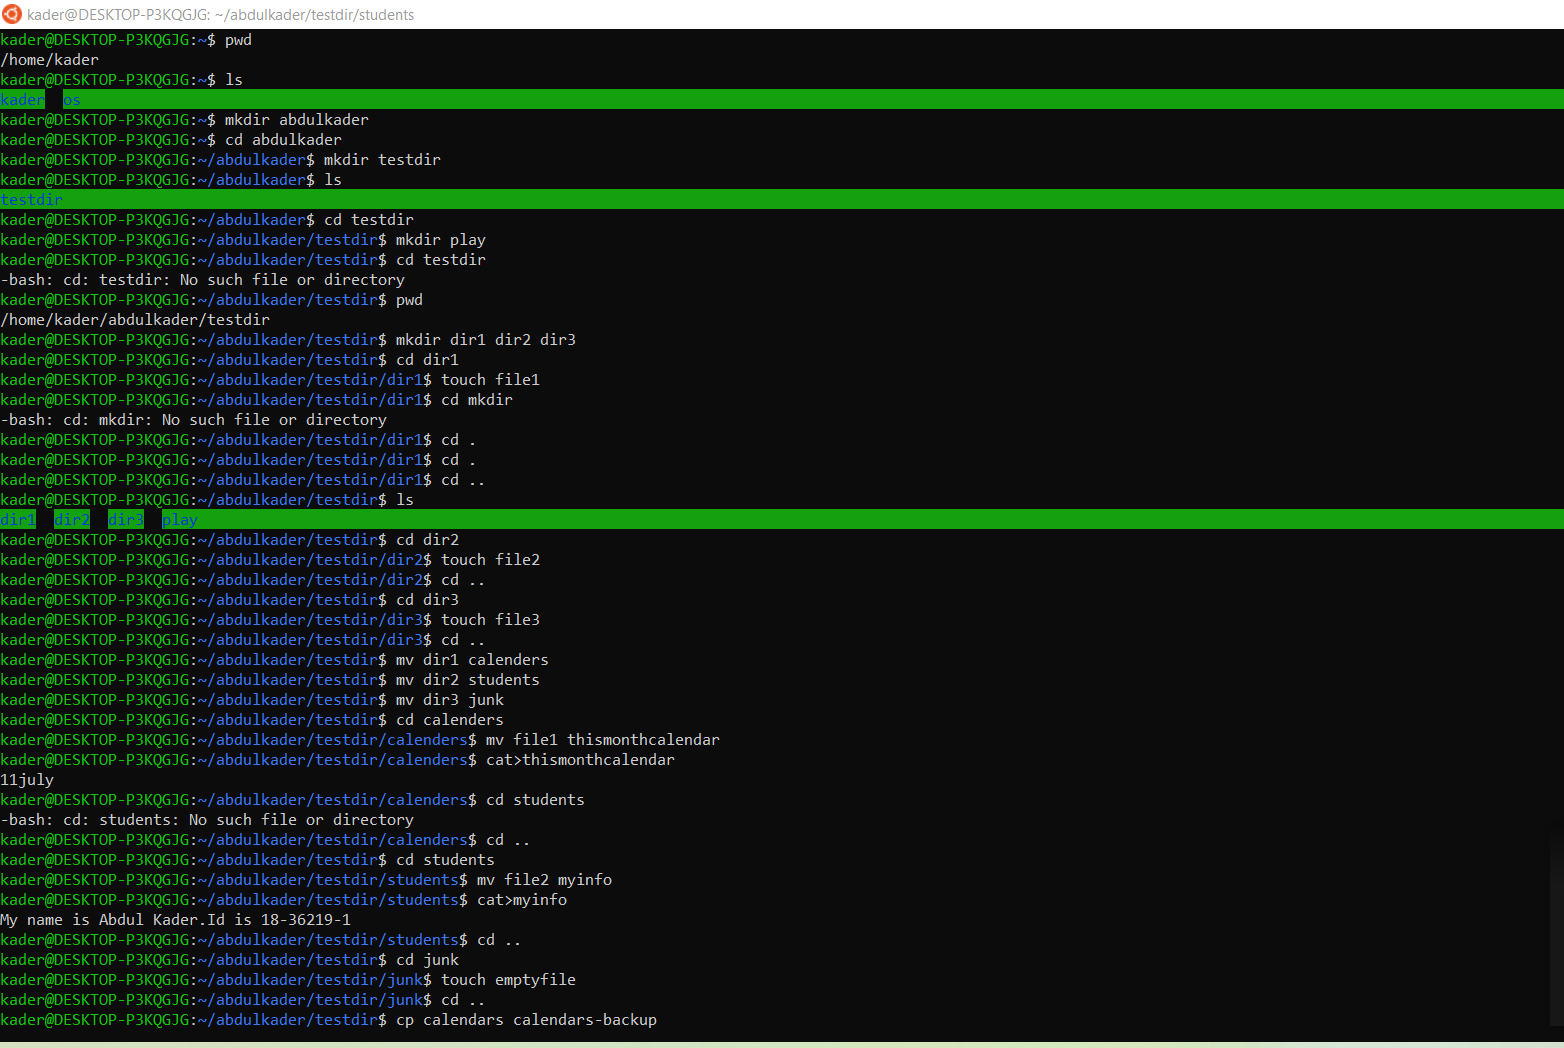 kader@DESKTOP-P3KQGJG: ~/abdulkader/testdir/students
kader@DESKTOP-P3KQGJG:~$ pwd
/home/kader
kader@DESKTOP-P3KQGJG:~$ ls
kader  os
kader@DESKTOP-P3KQGJG:~$ mkdir abdulkader
kader@DESKTOP-P3KQGJG:~$ cd abdulkader
kader@DESKTOP-P3KQGJG:~/abdulkader$ mkdir testdir
kader@DESKTOP-P3KQGJG:~/abdulkader$ ls
testdir
kader@DESKTOP-P3KQGJG:~/abdulkader$ cd testdir
kader@DESKTOP-P3KQGJG:~/abdulkader/testdir$ mkdir play
kader@DESKTOP-P3KQGJG:~/abdulkader/testdir$ cd testdir
-bash: cd: testdir: No such file or directory
kader@DESKTOP-P3KQGJG:~/abdulkader/testdir$ pwd
/home/kader/abdulkader/testdir
kader@DESKTOP-P3KQGJG:~/abdulkader/testdir$ mkdir dir1 dir2 dir3
kader@DESKTOP-P3KQGJG:~/abdulkader/testdir$ cd dir1
kader@DESKTOP-P3KQGJG:~/abdulkader/testdir/dir1$ touch file1
kader@DESKTOP-P3KQGJG:~/abdulkader/testdir/dir1$ cd mkdir
-bash: cd: mkdir: No such file or directory
kader@DESKTOP-P3KQGJG:~/abdulkader/testdir/dir1$ cd .
kader@DESKTOP-P3KQGJG:~/abdulkader/testdir/dir1$ cd .
kader@DESKTOP-P3KQGJG:~/abdulkader/testdir/dir1$ cd ..
kader@DESKTOP-P3KQGJG:~/abdulkader/testdir$ ls
dir1  dir2  dir3  play
kader@DESKTOP-P3KQGJG:~/abdulkader/testdir$ cd dir2
kader@DESKTOP-P3KQGJG:~/abdulkader/testdir/dir2$ touch file2
kader@DESKTOP-P3KQGJG:~/abdulkader/testdir/dir2$ cd ..
kader@DESKTOP-P3KQGJG:~/abdulkader/testdir$ cd dir3
kader@DESKTOP-P3KQGJG:~/abdulkader/testdir/dir3$ touch file3
kader@DESKTOP-P3KQGJG:~/abdulkader/testdir/dir3$ cd ..
kader@DESKTOP-P3KQGJG:~/abdulkader/testdir$ mv dir1 calenders
kader@DESKTOP-P3KQGJG:~/abdulkader/testdir$ mv dir2 students
kader@DESKTOP-P3KQGJG:~/abdulkader/testdir$ mv dir3 junk
kader@DESKTOP-P3KQGJG:~/abdulkader/testdir$ cd calenders
kader@DESKTOP-P3KQGJG:~/abdulkader/testdir/calenders$ mv file1 thismonthcalendar
kader@DESKTOP-P3KQGJG:~/abdulkader/testdir/calenders$ cat>thismonthcalendar
11july
kader@DESKTOP-P3KQGJG:~/abdulkader/testdir/calenders$ cd students
-bash: cd: students: No such file or directory
kader@DESKTOP-P3KQGJG:~/abdulkader/testdir/calenders$ cd ..
kader@DESKTOP-P3KQGJG:~/abdulkader/testdir$ cd students
kader@DESKTOP-P3KQGJG:~/abdulkader/testdir/students$ mv file2 myinfo
kader@DESKTOP-P3KQGJG:~/abdulkader/testdir/students$ cat>myinfo
My name is Abdul Kader.Id is 18-36219-1
kader@DESKTOP-P3KQGJG:~/abdulkader/testdir/students$ cd ..
kader@DESKTOP-P3KQGJG:~/abdulkader/testdir$ cd junk
kader@DESKTOP-P3KQGJG:~/abdulkader/testdir/junk$ touch emptyfile
kader@DESKTOP-P3KQGJG:~/abdulkader/testdir/junk$ cd ..
kader@DESKTOP-P3KQGJG:~/abdulkader/testdir$ cp calendars calendars-backup